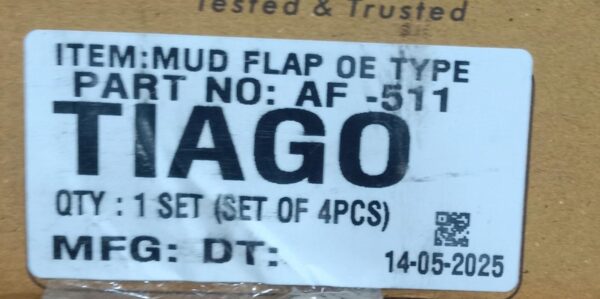 Tested & Trusted
ITEM:MUD FLAP OE TYPE
PART NO: AF -511
TIAGO
QTY : 1 SET (SET OF 4PCS)
MFG: DT: 14-05-2025